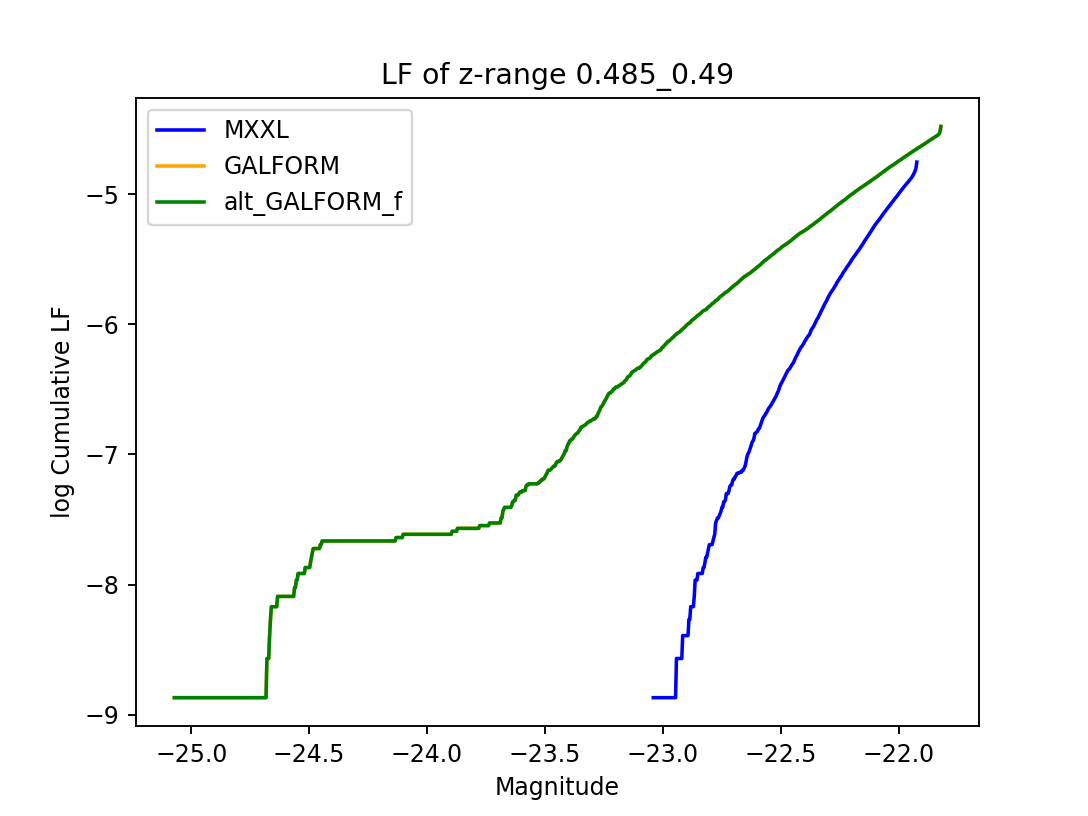 LF of z-range 0.485_0.49
MXXL
GALFORM
alt_GALFORM_f
log Cumulative LF
−5
−6
−7
−8
−9
−25.0 −24.5 −24.0 −23.5 −23.0 −22.5 −22.0
Magnitude